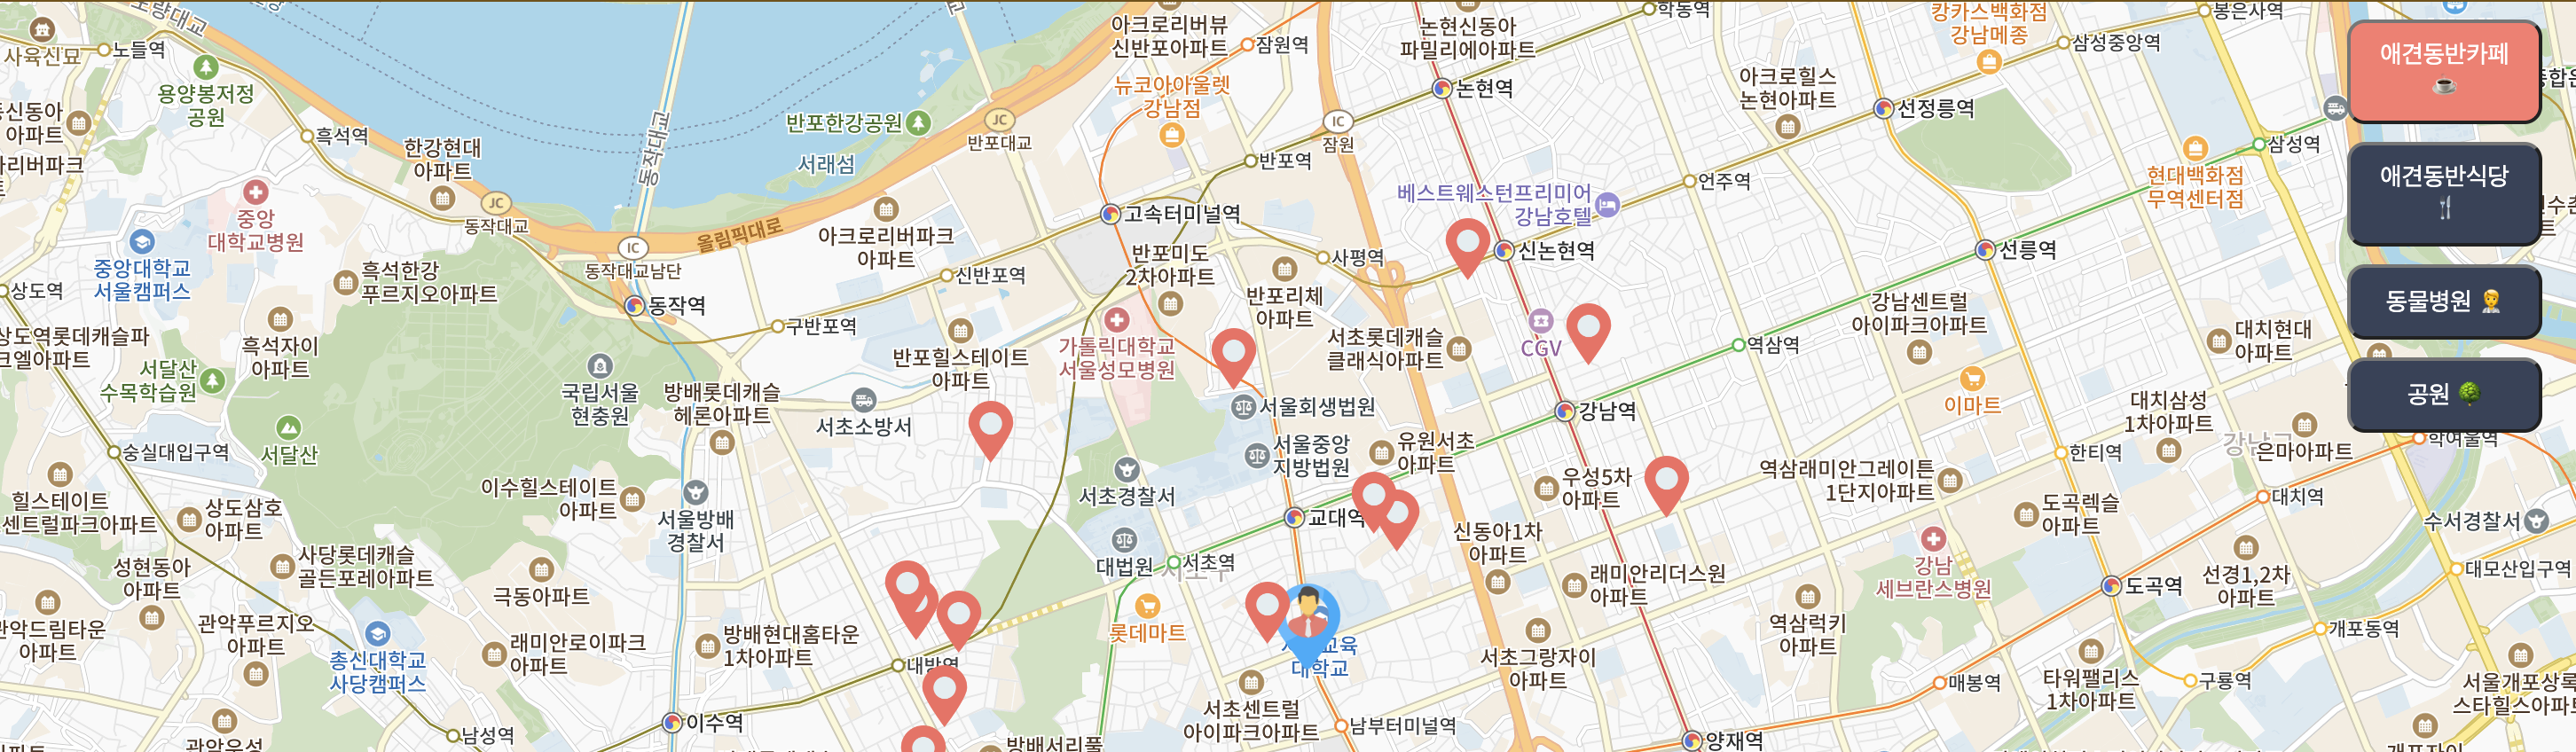 사육신묘
노들역
용양봉저정
공원
흑석역
한강현대
아파트
중앙
대학교병원
중앙대학교
서울캠퍼스
상도역
흑석한강
푸르지오아파트
흑석자이
아파트
서달산
수목학습원
서달산
숭실대입구역
힐스테이트
상도삼호
아파트
성현동아
아파트
사당롯데캐슬
골든포레아파트
관악푸르지오
아파트
총신대학교
사당캠퍼스
남성역
극동아파트
래미안로이파크
아파트
이수힐스테이트
아파트
서울방배
경찰서
방배현대홈타운
1차아파트
이수역
JC
동작대교
IC
동작대교남단
동작대교
동작역
올림픽대로
국립서울
현충원
방배롯데캐슬
헤론아파트
구반포역
서초소방서
아크로리버파크
아파트
신반포역
반포힐스테이트
아파트
반포한강공원
서래섬
JC
반포대교
아크로리버뷰
신반포아파트
잠원역
뉴코아아울렛
강남점
반포역
고속터미널역
반포미도
2차아파트
가톨릭대학교
서울성모병원
반포리체
아파트
사평역
IC
잠원
논현신동아
파밀리에아파트
논현역
학동역
베스트웨스턴프리미어
강남호텔
신논현역
CGV
서초롯데캐슬
클래식아파트
서울회생법원
서울중앙
지방법원
유원서초
아파트
서초경찰서
대법원
서초역
교대역
롯데마트
내방역
대학교
서초센트럴
아이파크아파트
남부터미널역
방배서리풀
강남역
우성5차
아파트
신동아1차
아파트
래미안리더스원
아파트
서초그랑자이
아파트
양재역
역삼역
언주역
아크로힐스
논현아파트
선정릉역
강남메종
삼성중앙역
봉은사역
삼성역
현대백화점
무역센터점
선릉역
강남센트럴
아이파크아파트
이마트
역삼래미안그레이튼
1단지아파트
강남
세브란스병원
역삼럭키
아파트
매봉역
도곡렉슬
아파트
한티역
대치삼성
1차아파트
대치현대
아파트
은마아파트
학여울역
대치역
수서경찰서
대모산입구역
선경1,2차
아파트
도곡역
개포동역
타워팰리스
1차아파트
구룡역
애견동반카페 ☕
애견동반식당 🍴
동물병원 🧑‍⚕️
공원 🌳